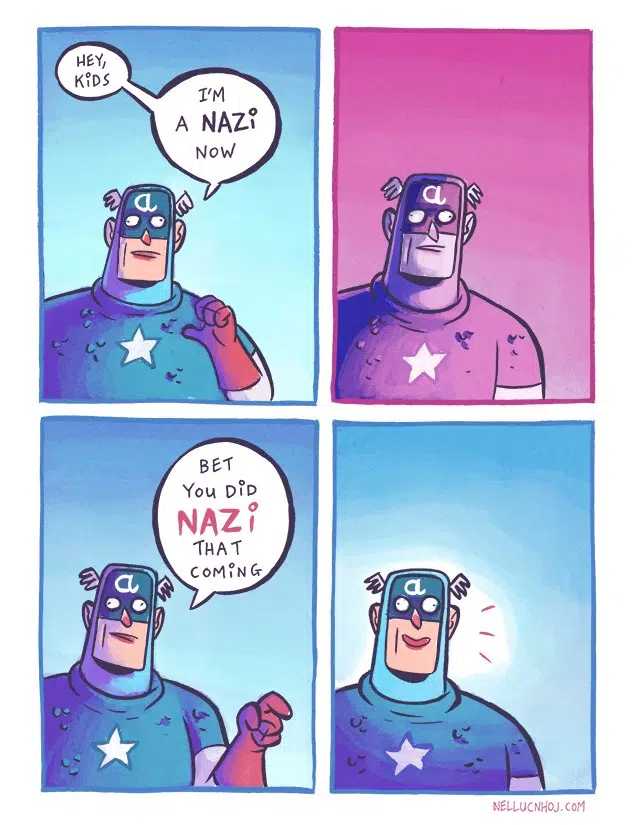 HEY,
KiDS
I'M
A NAZi
NOW
a
a
BET
YOU DiD
NAZi
THAT
COMiNG
a
a
NELLUCNHOJ.COM